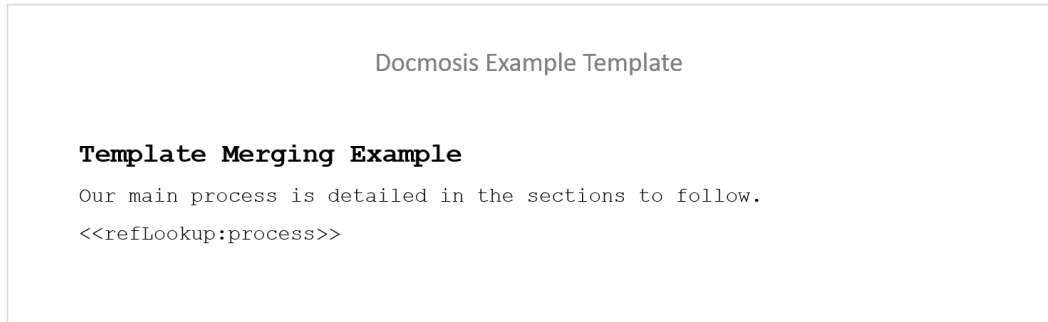 Docmosis Example Template
Template Merging Example
Our main process is detailed in the sections to follow.
<<refLookup:process>>